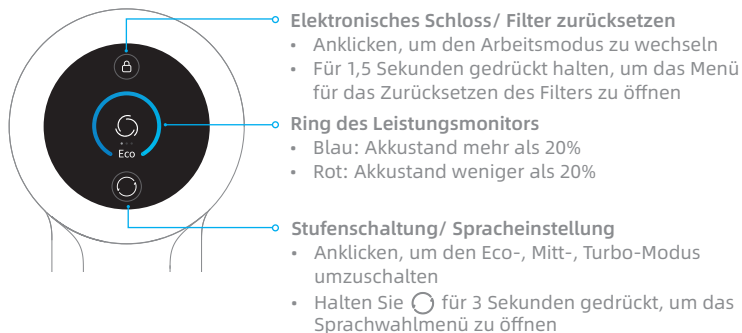 Elektronisches Schloss/ Filter zurücksetzen
• Anklicken, um den Arbeitsmodus zu wechseln
• Für 1,5 Sekunden gedrückt halten, um das Menü
für das Zurücksetzen des Filters zu öffnen
Ring des Leistungsmonitors
• Blau: Akkustand mehr als 20%
• Rot: Akkustand weniger als 20%
Eco
Stufenschaltung/ Spracheinstellung
• Anklicken, um den Eco-, Mitt-, Turbo-Modus
umzuschalten
• Halten Sie für 3 Sekunden gedrückt, um das
Sprachwahlmenü zu öffnen